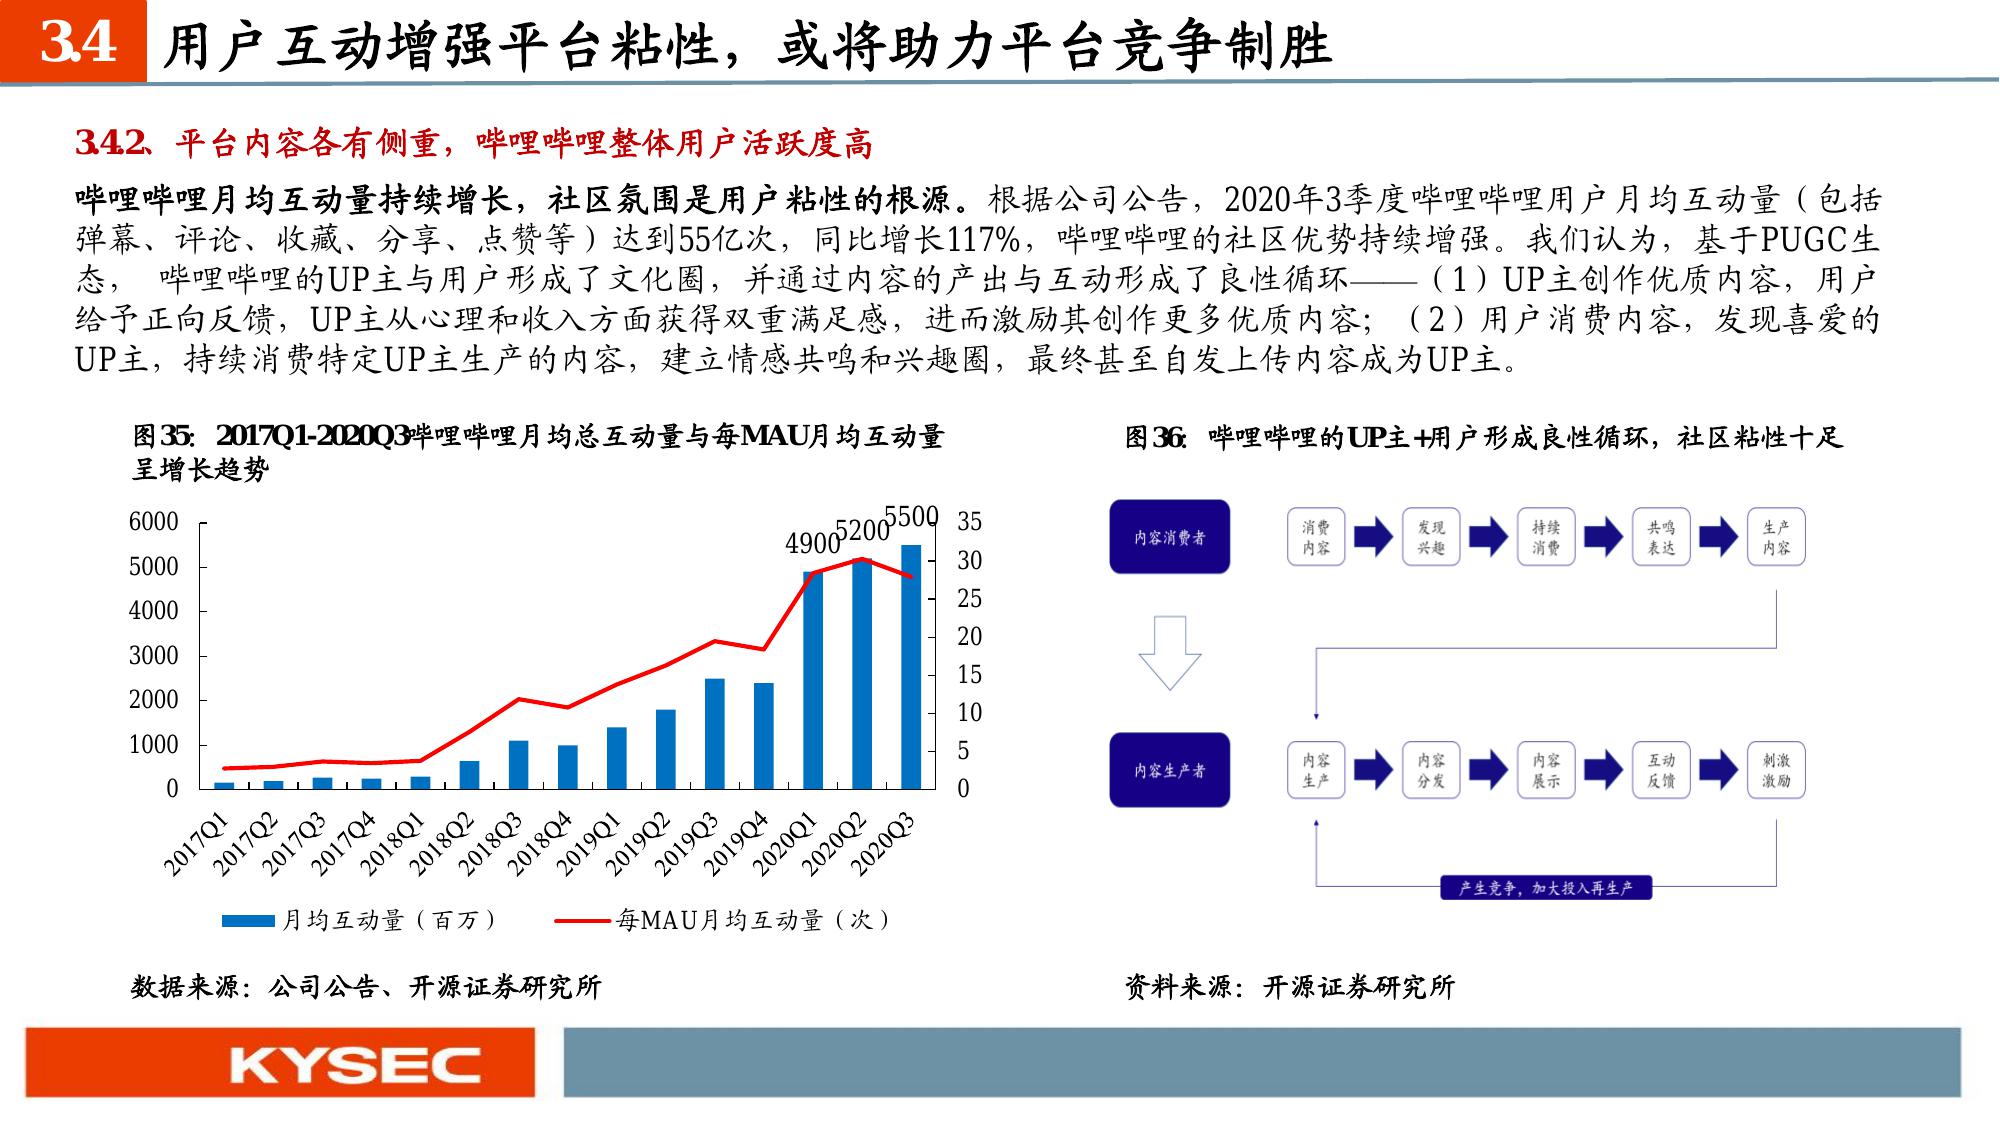 3.4 用户互动增强平台粘性，或将助力平台竞争制胜
3.4.2、平台内容各有侧重，哔哩哔哩整体用户活跃度高
哔哩哔哩月均互动量持续增长，社区氛围是用户粘性的根源。根据公司公告，2020年3季度哔哩哔哩用户月均互动量（包括
弹幕、评论、收藏、分享、点赞等）达到55亿次，同比增长117%，哔哩哔哩的社区优势持续增强。我们认为，基于PUGC生
态， 哔哩哔哩的UP主与用户形成了文化圈，并通过内容的产出与互动形成了良性循环——（1）UP主创作优质内容，用户
给予正向反馈，UP主从心理和收入方面获得双重满足感，进而激励其创作更多优质内容；（2）用户消费内容，发现喜爱的
UP主，持续消费特定UP主生产的内容，建立情感共鸣和兴趣圈，最终甚至自发上传内容成为UP主。
图35：2017Q1-2020Q3哔哩哔哩月均总互动量与每MAU月均互动量
呈增长趋势
6000
5000
4000
3000
2000
1000
0
4900
5200
5500
35
30
25
20
15
10
5
0
2017Q1
2017Q2
2017Q3
2017Q4
2018Q1
2018Q2
2018Q3
2018Q4
2019Q1
2019Q2
2019Q3
2019Q4
2020Q1
2020Q2
2020Q3
月均互动量（百万）
每MAU月均互动量（次）
数据来源：公司公告、开源证券研究所
图36：哔哩哔哩的UP主+用户形成良性循环，社区粘性十足
内容消费者
消费
内容
发现
兴趣
持续
消费
共鸣
表达
生产
内容
内容生产者
内容
生产
内容
分发
内容
展示
互动
反馈
刺激
激励
产生竞争，加大投入再生产
资料来源：开源证券研究所
KYSEC